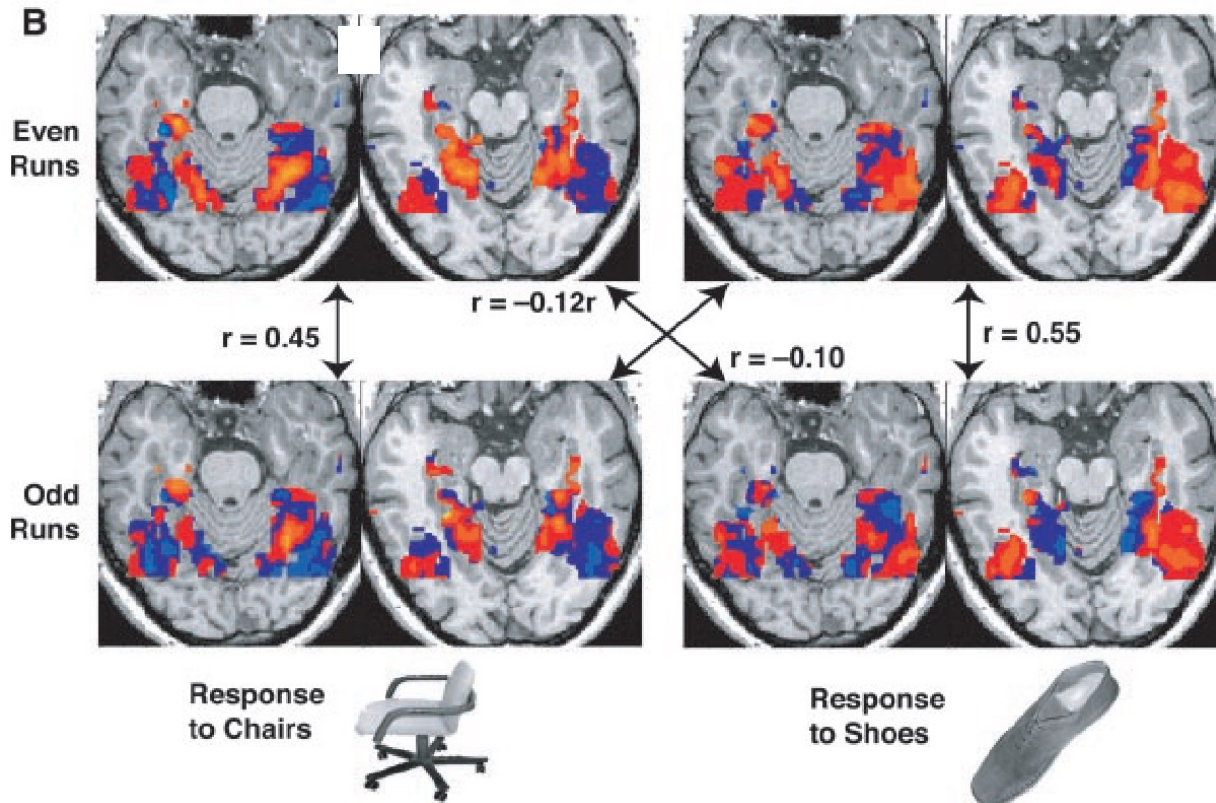 B
Even
Runs
r = –0.12r
r = 0.45
r = –0.10
r = 0.55
Odd
Runs
Response
to Chairs
Response
to Shoes